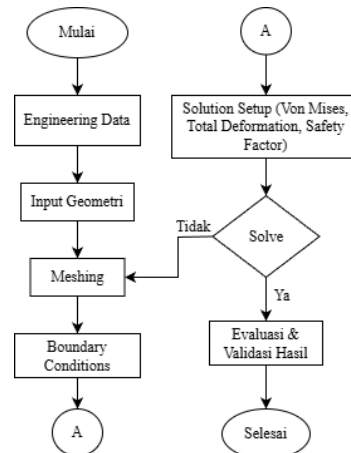 Mulai
Engineering Data
Input Geometri
Meshing
Boundary
Conditions
A
A
Solution Setup (Von Mises,
Total Deformation, Safety
Factor)
Tidak
Solve
Ya
Evaluasi &
Validasi Hasil
Selesai